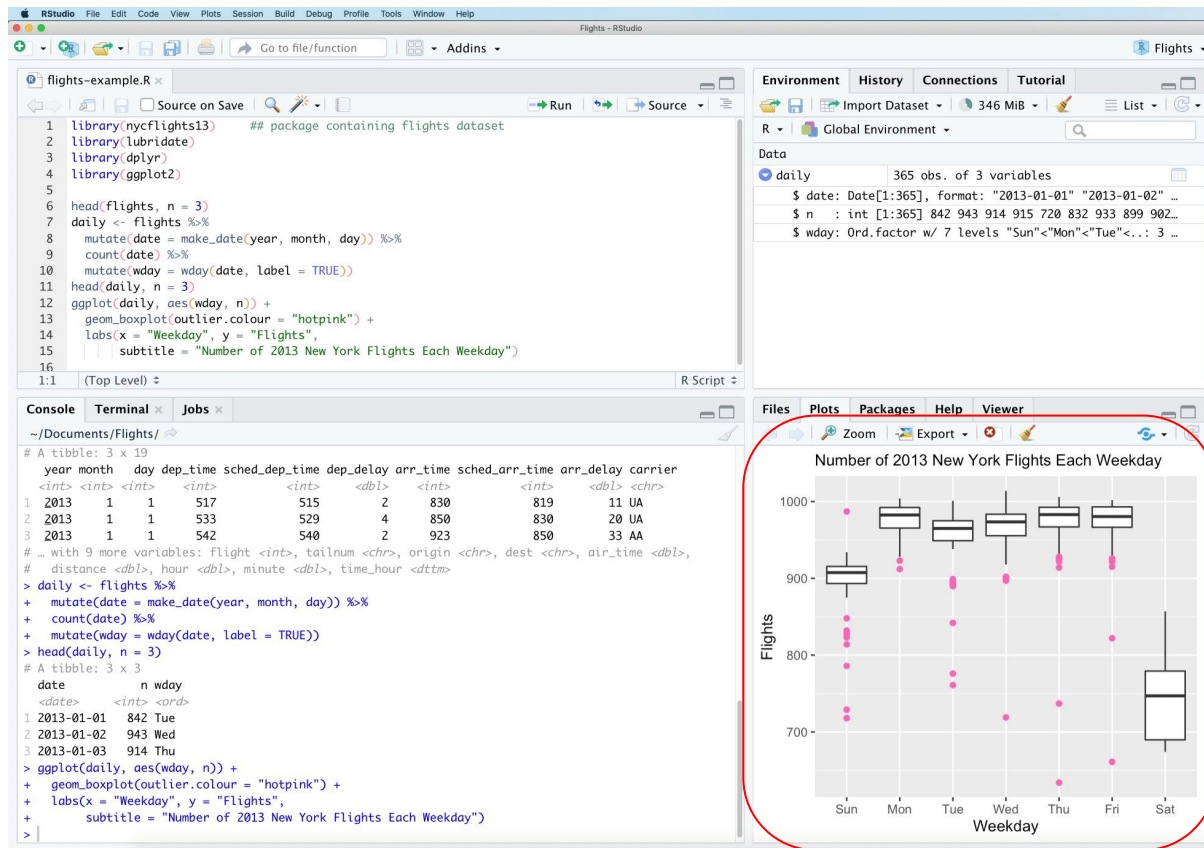 RStudio File Edit Code View Plots Session Build Debug Profile Tools Window Help
Flights - RStudio
Go to file/function Addins Flights
flights-example.R
Source on Save Run Source
1 library(nycflights13) ## package containing flights dataset
2 library(lubridate)
3 library(dplyr)
4 library(ggplot2)
5
6 head(flights, n = 3)
7 daily <- flights %>%
8 mutate(date = make_date(year, month, day)) %>%
9 count(date) %>%
10 mutate(wday = wday(date, label = TRUE))
11 head(daily, n = 3)
12 ggplot(daily, aes(wday, n)) +
13 geom_boxplot(outlier.colour = "hotpink") +
14 labs(x = "Weekday", y = "Flights",
15 subtitle = "Number of 2013 New York Flights Each Weekday")
16
1:1 (Top Level) R Script
Environment History Connections Tutorial
Import Dataset 346 MiB List
R Global Environment
Data
daily 365 obs. of 3 variables
$ date: Date[1:365], format: "2013-01-01" "2013-01-02" …
$ n : int [1:365] 842 943 914 915 720 832 933 899 902…
$ wday: Ord.factor w/ 7 levels "Sun"<"Mon"<"Tue"<..: 3 …
Console Terminal Jobs
~/Documents/Flights/
# A tibble: 3 x 19
year month day dep_time sched_dep_time dep_delay arr_time sched_arr_time arr_delay carrier
<int> <int> <int> <int> <int> <dbl> <int> <int> <dbl> <chr>
1 2013 1 1 517 515 2 830 819 11 UA
2 2013 1 1 533 529 4 850 830 20 UA
3 2013 1 1 542 540 2 923 850 33 AA
# … with 9 more variables: flight <int>, tailnum <chr>, origin <chr>, dest <chr>, air_time <dbl>,
# distance <dbl>, hour <dbl>, minute <dbl>, time_hour <dttm>
> daily <- flights %>%
+ mutate(date = make_date(year, month, day)) %>%
+ count(date) %>%
+ mutate(wday = wday(date, label = TRUE))
> head(daily, n = 3)
# A tibble: 3 x 3
date n wday
<date> <int> <ord>
1 2013-01-01 842 Tue
2 2013-01-02 943 Wed
3 2013-01-03 914 Thu
> ggplot(daily, aes(wday, n)) +
+ geom_boxplot(outlier.colour = "hotpink") +
+ labs(x = "Weekday", y = "Flights",
+ subtitle = "Number of 2013 New York Flights Each Weekday")
>
Files Plots Packages Help Viewer
Zoom Export
Number of 2013 New York Flights Each Weekday
1000
900
800
700
Flights
Sun Mon Tue Wed Thu Fri Sat
Weekday